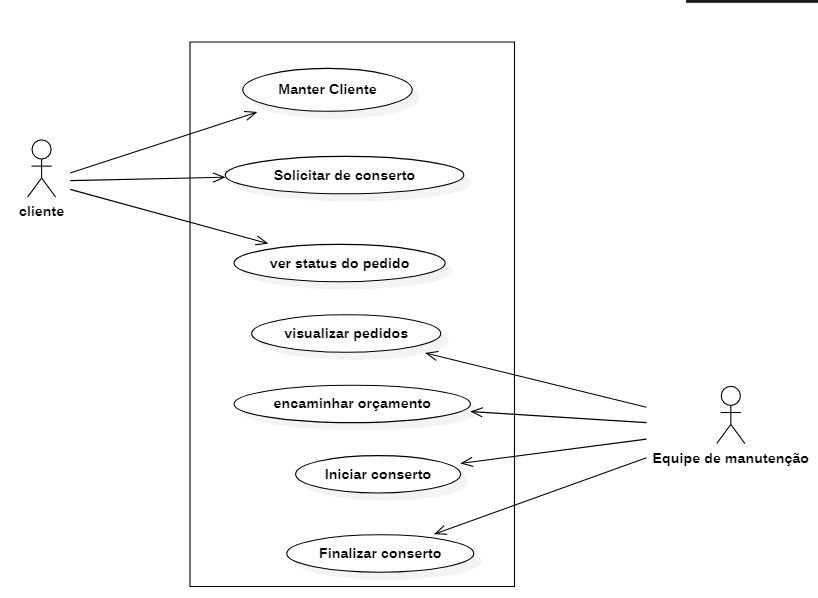 Manter Cliente
Solicitar de conserto
cliente
ver status do pedido
visualizar pedidos
encaminhar orçamento
Equipe de manutenção
Iniciar conserto
Finalizar conserto